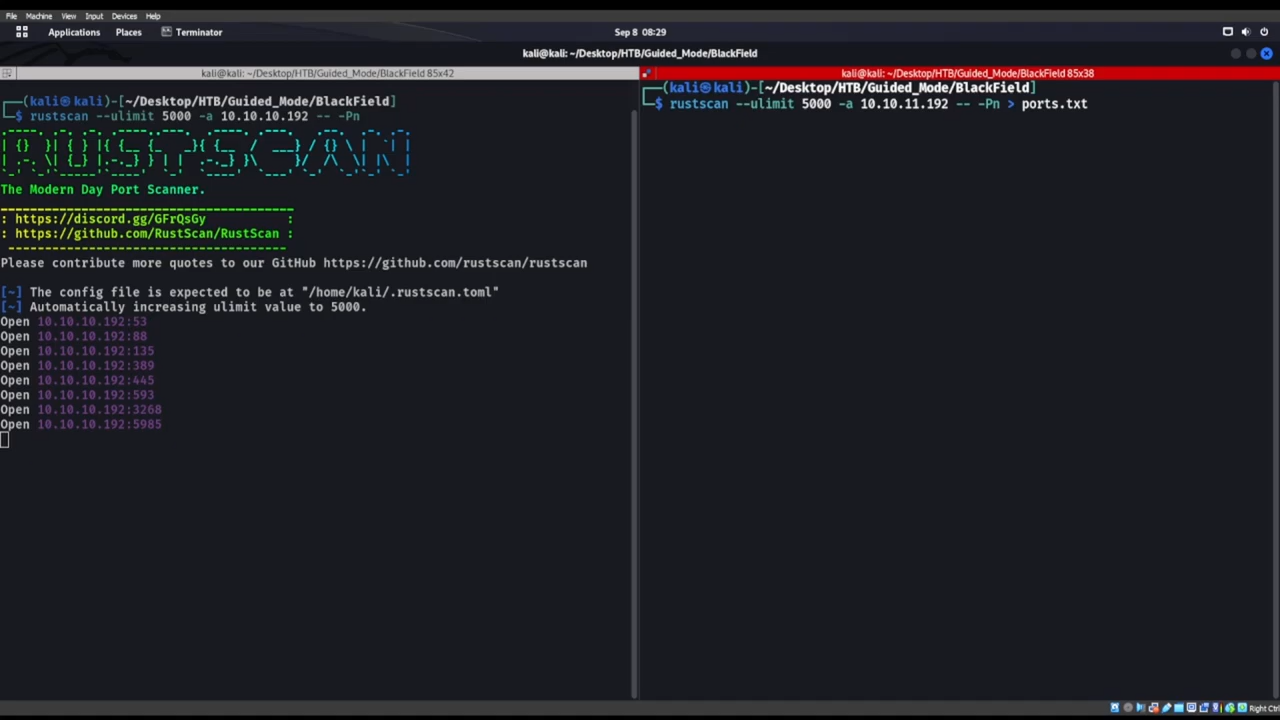 File Machine View Input Devices Help
Applications Places Terminator Sep 8 08:29
kali@kali: ~/Desktop/HTB/Guided_Mode/BlackField
kali@kali: ~/Desktop/HTB/Guided_Mode/BlackField 85x42
┌──(kali㉿kali)-[~/Desktop/HTB/Guided_Mode/BlackField]
└─$ rustscan --ulimit 5000 -a 10.10.10.192 -- -Pn
RUSTSCAN
The Modern Day Port Scanner.
: https://discord.gg/GFrQsGy :
: https://github.com/RustScan/RustScan :
--------------------------------------
Please contribute more quotes to our GitHub https://github.com/rustscan/rustscan
[~] The config file is expected to be at "/home/kali/.rustscan.toml"
[~] Automatically increasing ulimit value to 5000.
Open 10.10.10.192:53
Open 10.10.10.192:88
Open 10.10.10.192:135
Open 10.10.10.192:389
Open 10.10.10.192:445
Open 10.10.10.192:593
Open 10.10.10.192:3268
Open 10.10.10.192:5985
kali@kali: ~/Desktop/HTB/Guided_Mode/BlackField 85x38
┌──(kali㉿kali)-[~/Desktop/HTB/Guided_Mode/BlackField]
└─$ rustscan --ulimit 5000 -a 10.10.11.192 -- -Pn > ports.txt
Right Ctrl